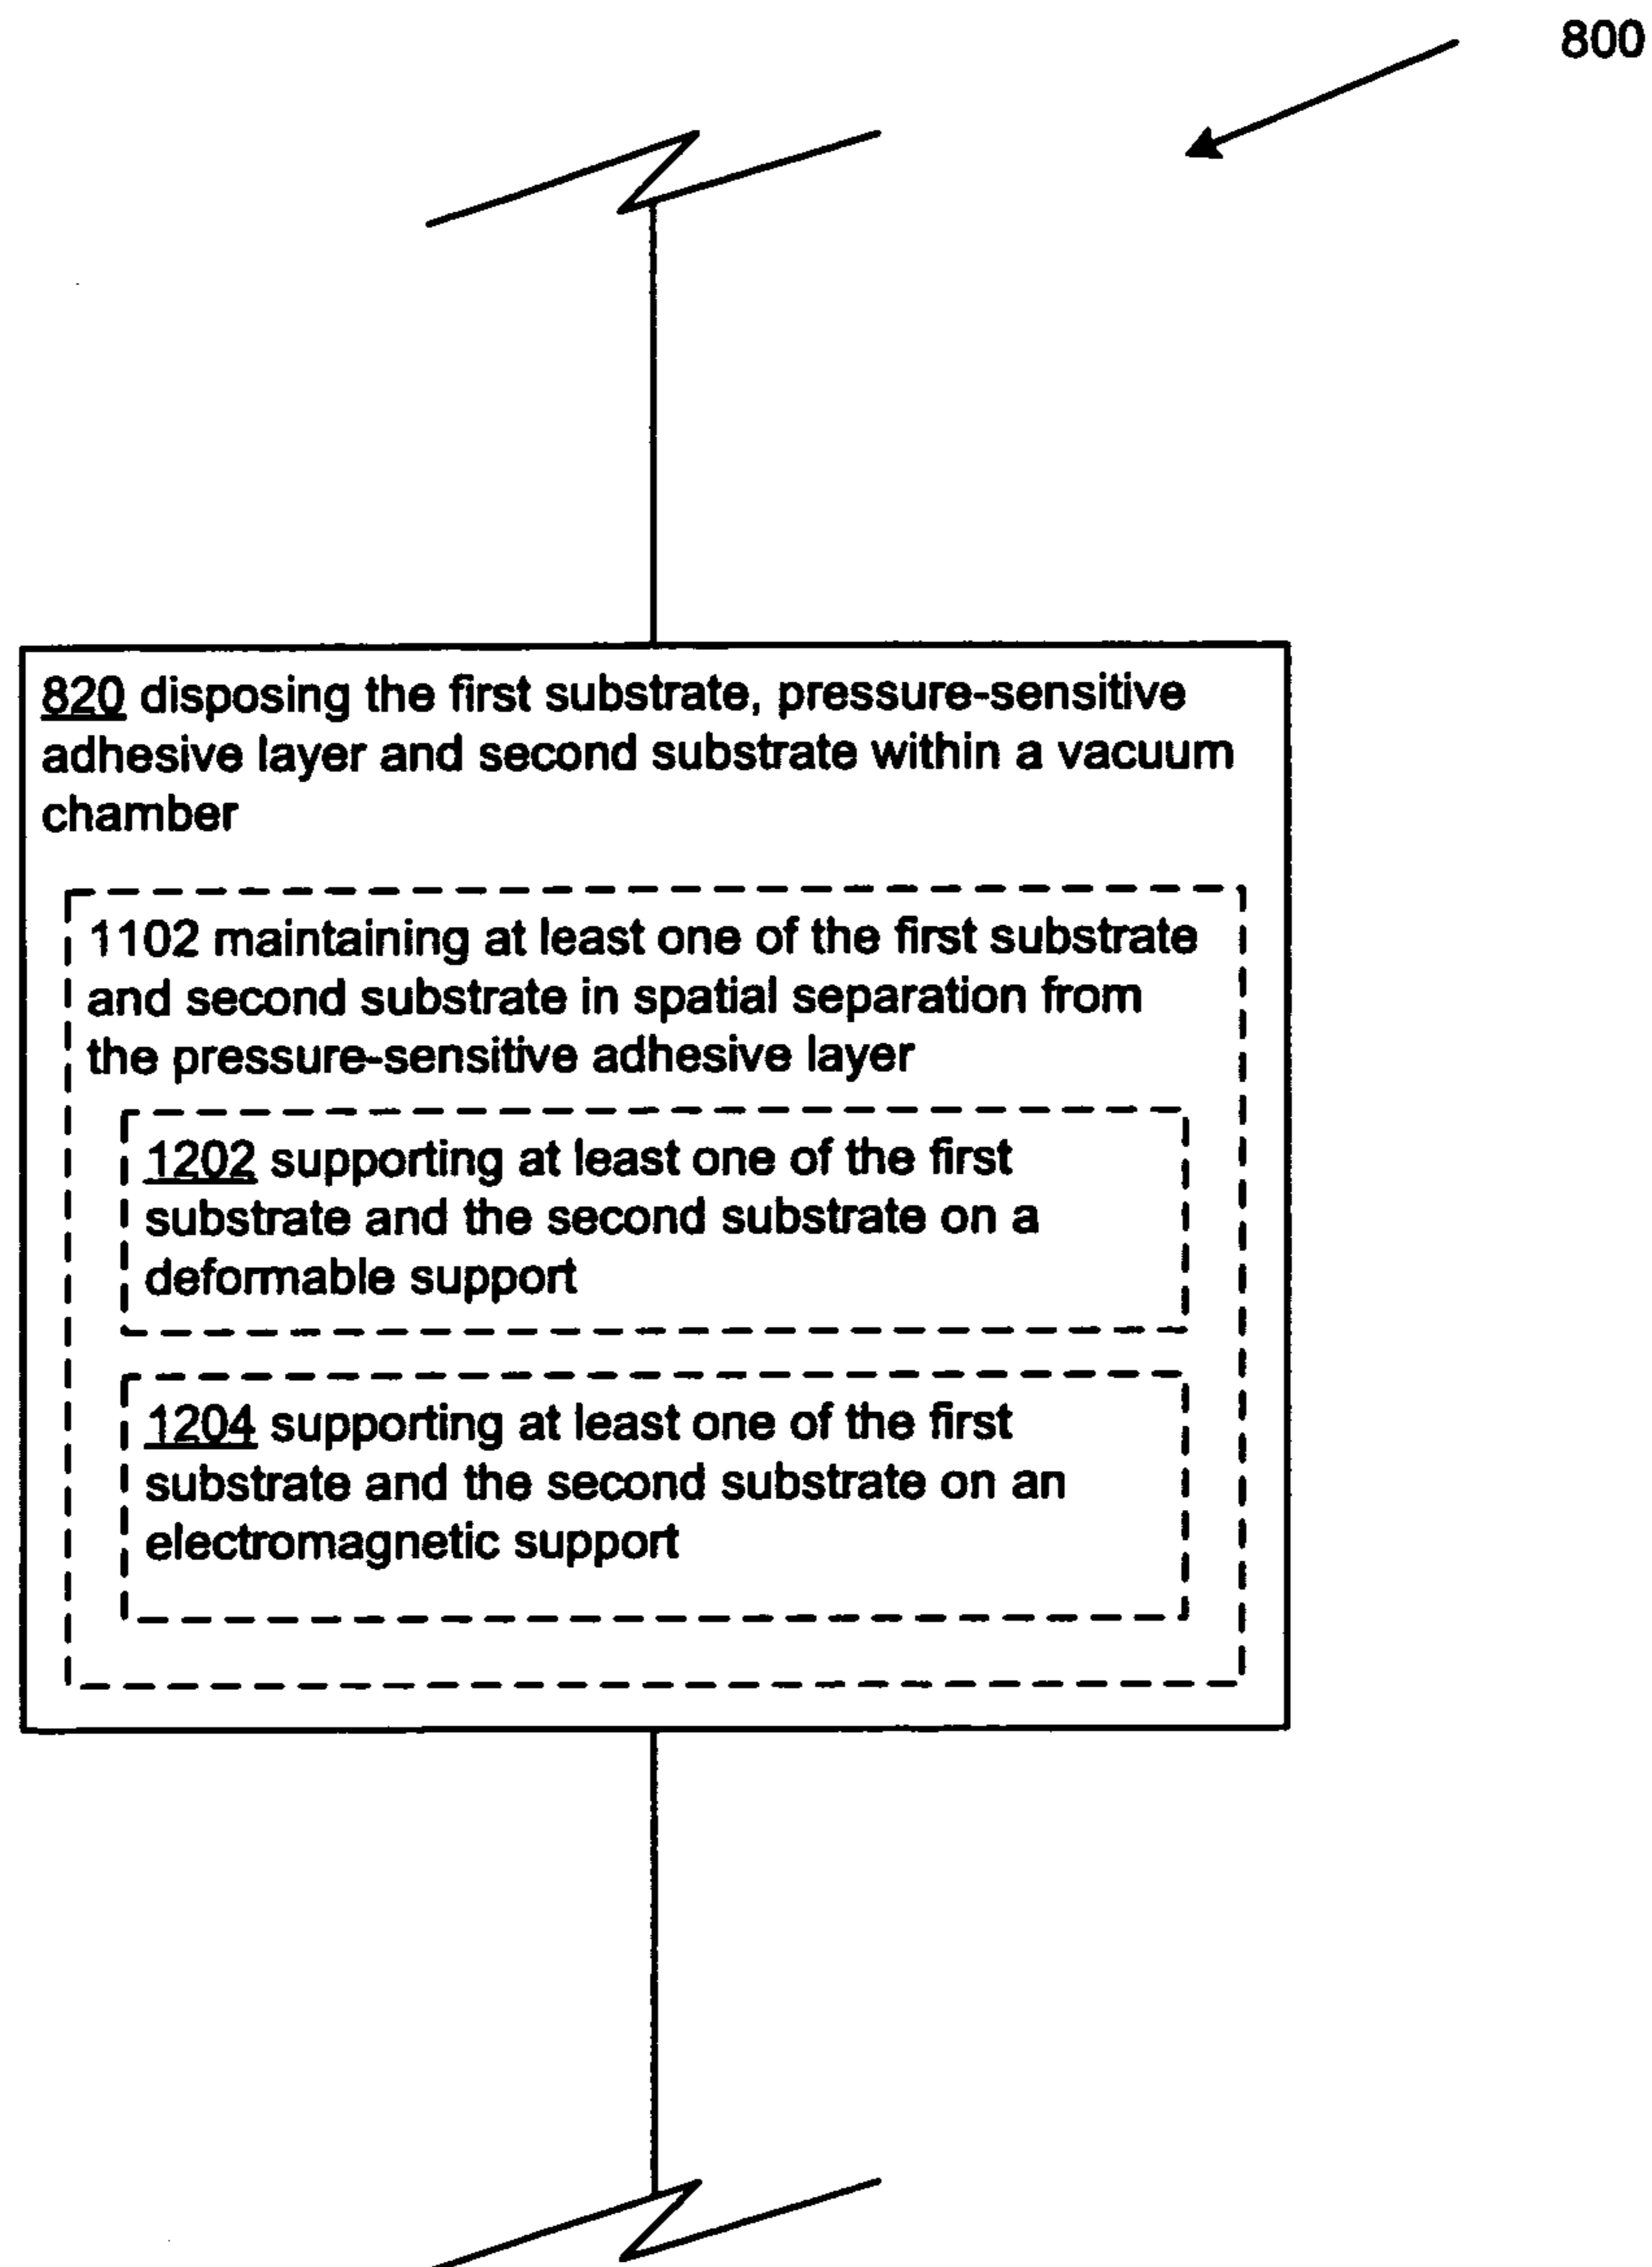 800
820 disposing the first substrate, pressure-sensitive
adhesive layer and second substrate within a vacuum
chamber
1102 maintaining at least one of the first substrate
and second substrate in spatial separation from
the pressure-sensitive adhesive layer
1202 supporting at least one of the first
substrate and the second substrate on a
deformable support
1204 supporting at least one of the first
substrate and the second substrate on an
electromagnetic support